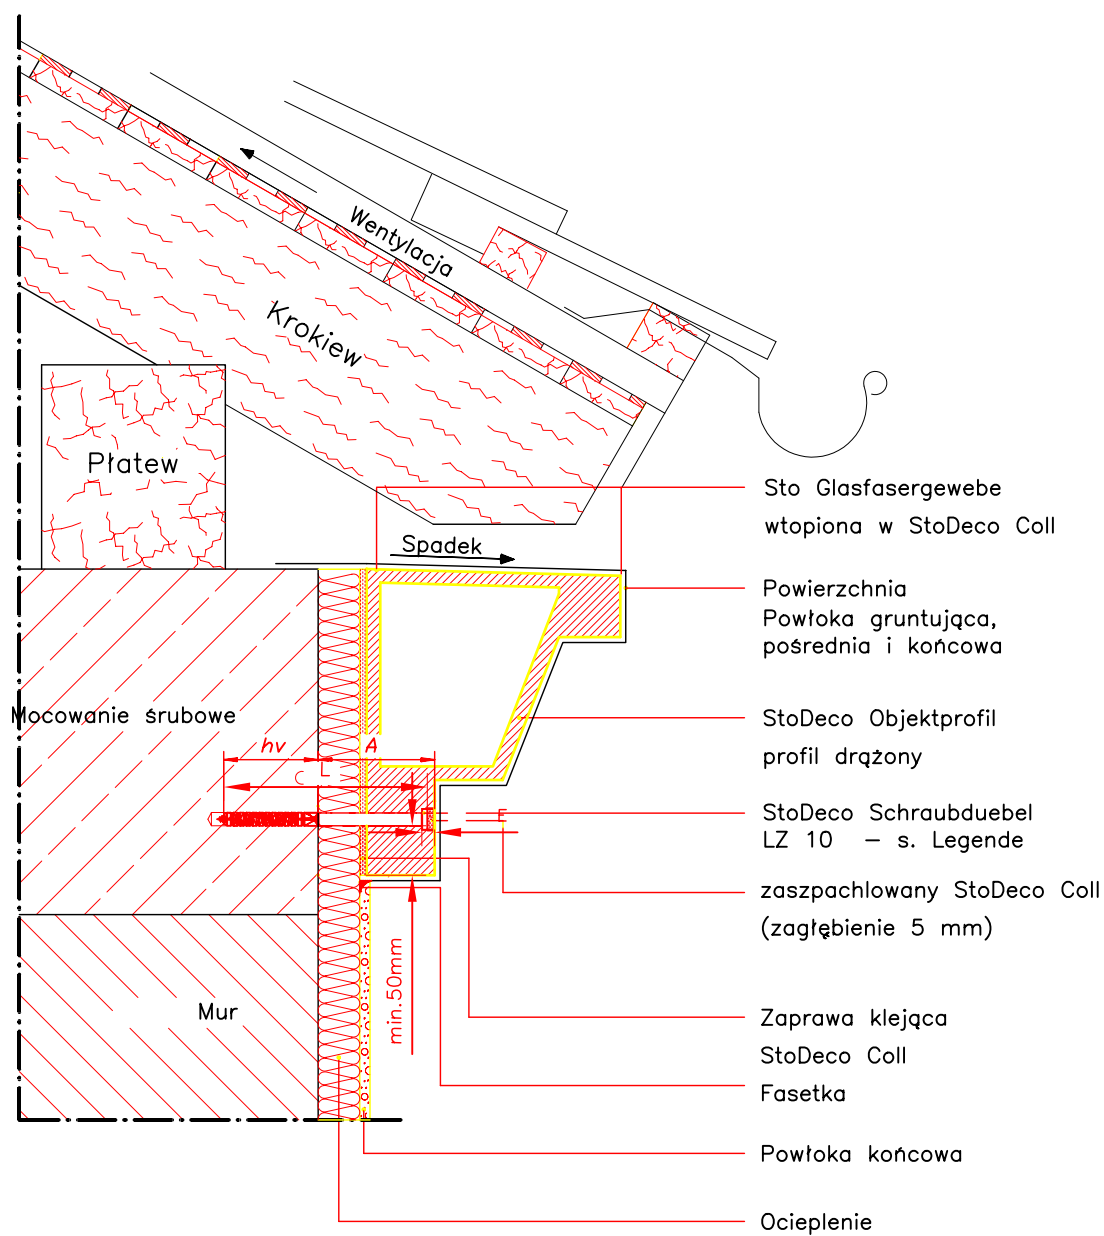 Wentylacja
Krokiew
Płatew
Sto Glasfasergewebe
wtopiona w StoDeco Coll
Spadek
Powierzchnia
Powłoka gruntująca,
pośrednia i końcowa
Mocowanie śrubowe
StoDeco Objektprofil
profil drążony
hv
A
L
StoDeco Schraubduebel
LZ 10 – s. Legende
zaszpachlowany StoDeco Coll
(zagłębienie 5 mm)
min.50mm
Mur
Zaprawa klejąca
StoDeco Coll
Fasetka
Powłoka końcowa
Ocieplenie